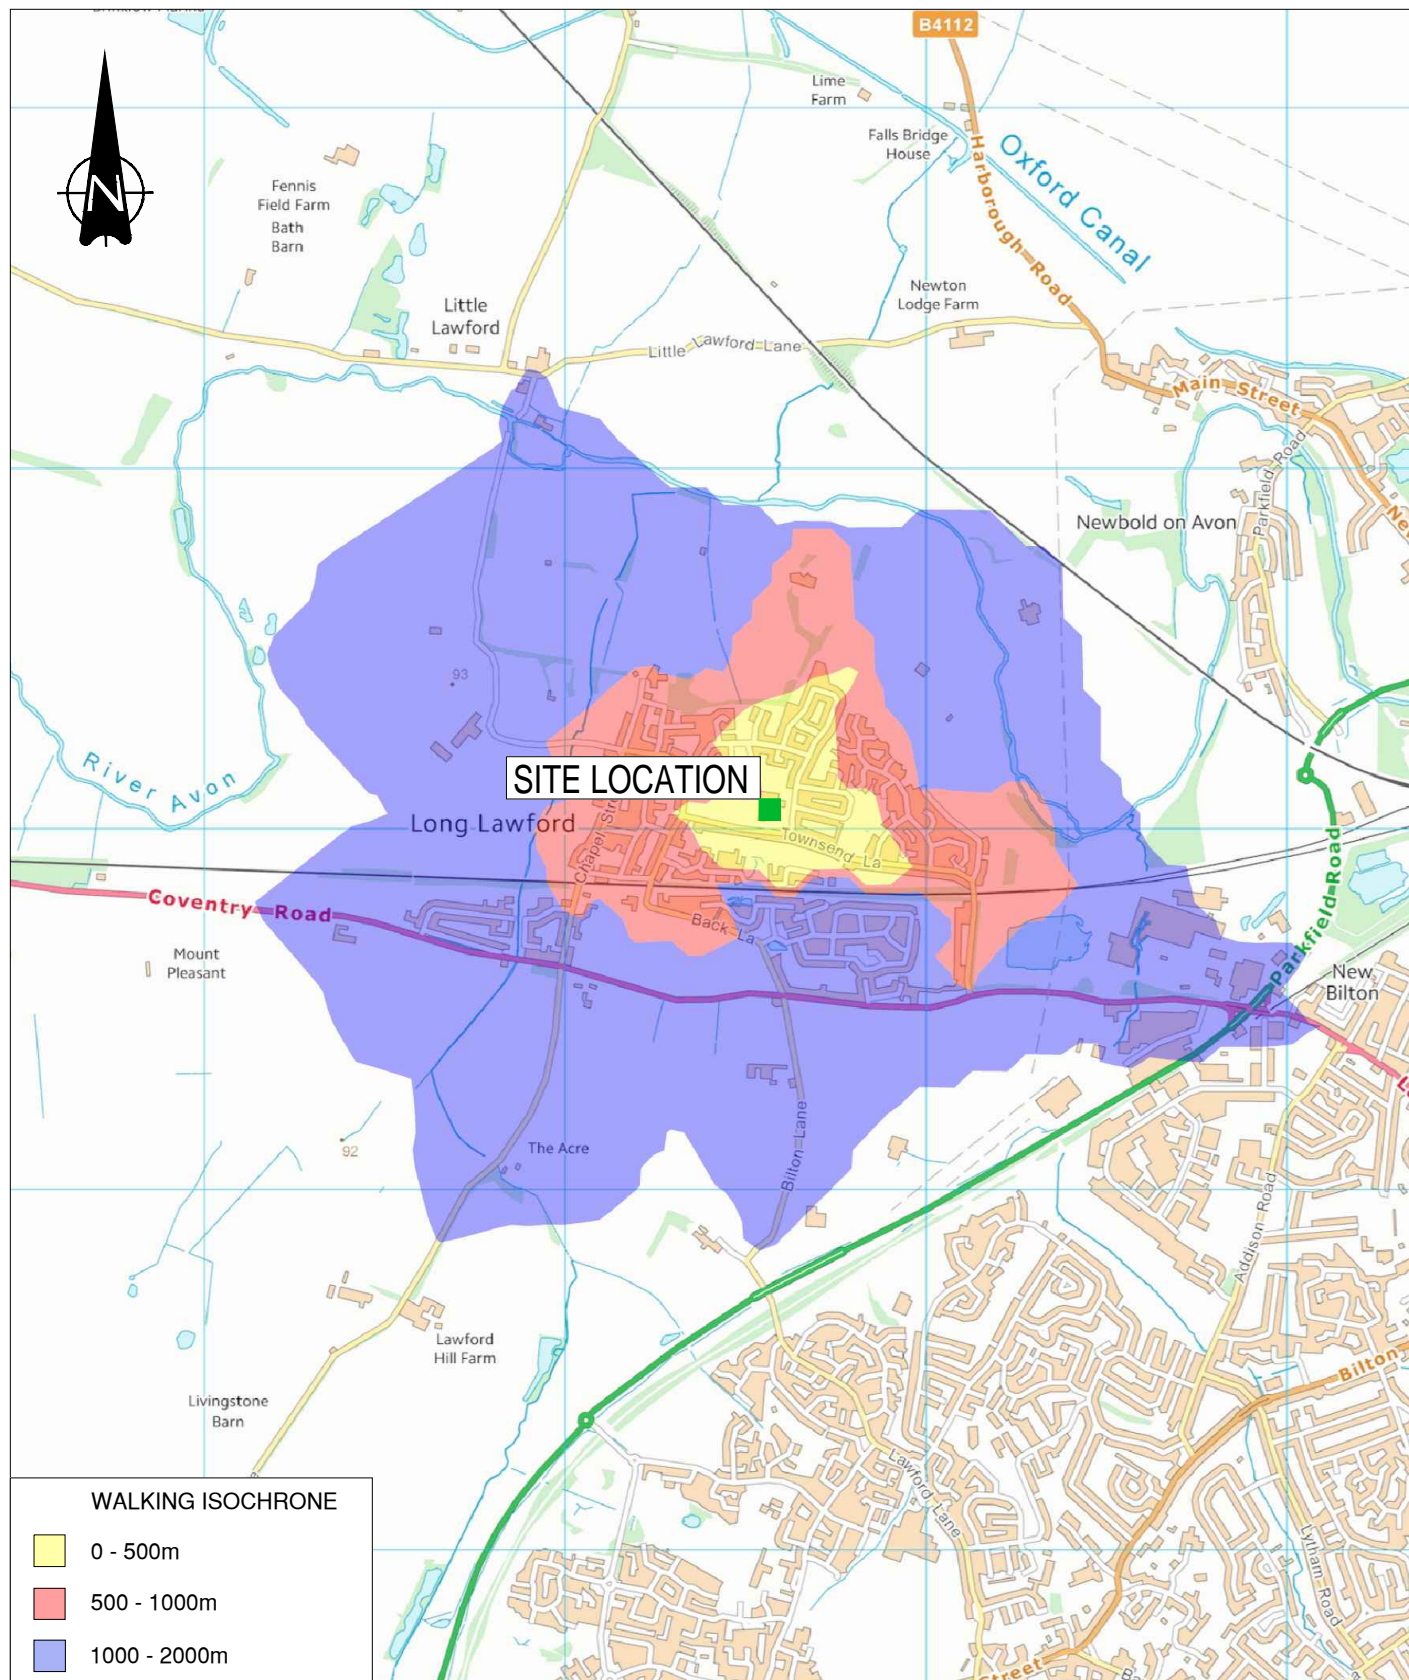 B4112
Lime
Farm
Falls Bridge
House
Oxford Canal
Harborough Road
N
Fennis
Field Farm
Bath
Barn
Newton
Lodge Farm
Little
Lawford
Little Lawford Lane
Main Street
Parkfield Road
Newbold on Avon
93
River Avon
SITE LOCATION
Long Lawford
Chapel
Townsend La
Coventry Road
Back La
Parkfield Road
Mount
Pleasant
New
Bilton
Bilton Lane
The Acre
92
Addison Road
Lawford
Hill Farm
Livingstone
Barn
Bilton
Lawford Lane
Lytham Road
Street
WALKING ISOCHRONE
0 - 500m
500 - 1000m
1000 - 2000m